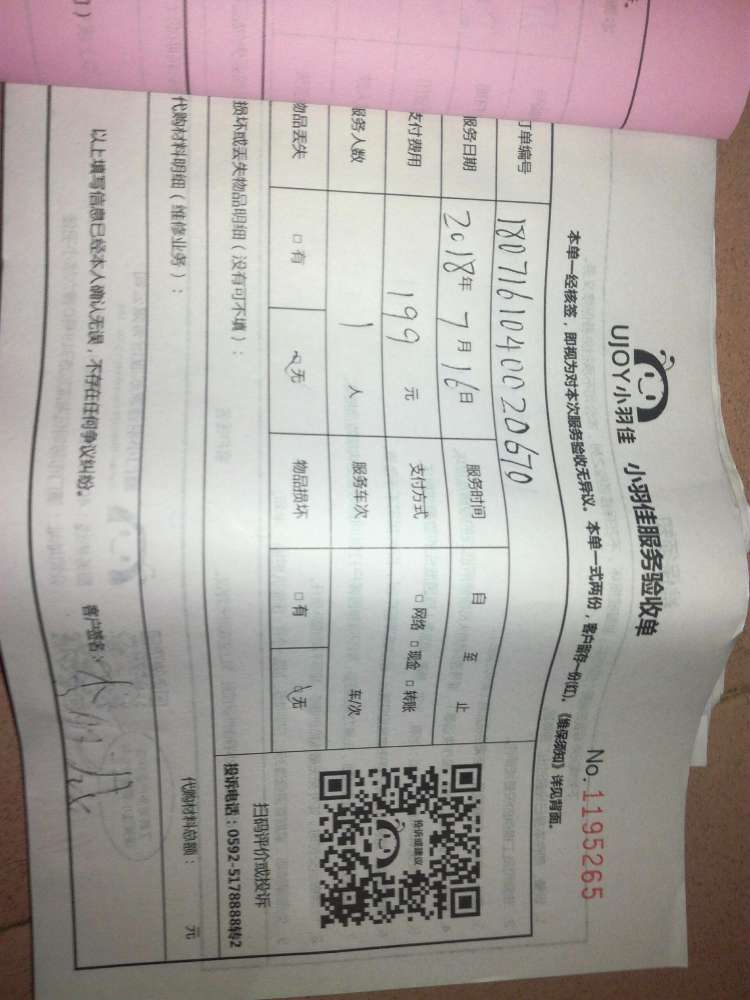 UJOY小羽佳 小羽佳服务验收单
No. 1195265
本单一经核签，即视为对本次服务验收无异议。本单一式两份，客户留存一份(红)。《维保须知》详见背面。
订单编号 1807161040020670
服务日期 2018年 7月 16日 服务时间 自 至 止
支付费用 199 元 支付方式 □ 网络 □ 现金 □ 转账
服务人数 1 人 服务车次 车/次
物品丢失 □ 有 无 物品损坏 □ 有 无
投诉或建议
扫码评价或投诉
投诉电话：0592-5178888转2
损坏或丢失物品明细（没有可不填）：
代购材料明细（维修业务）：
代购材料总额： 元
以上填写信息已经本人确认无误，不存在任何争议纠纷。 客户签名：